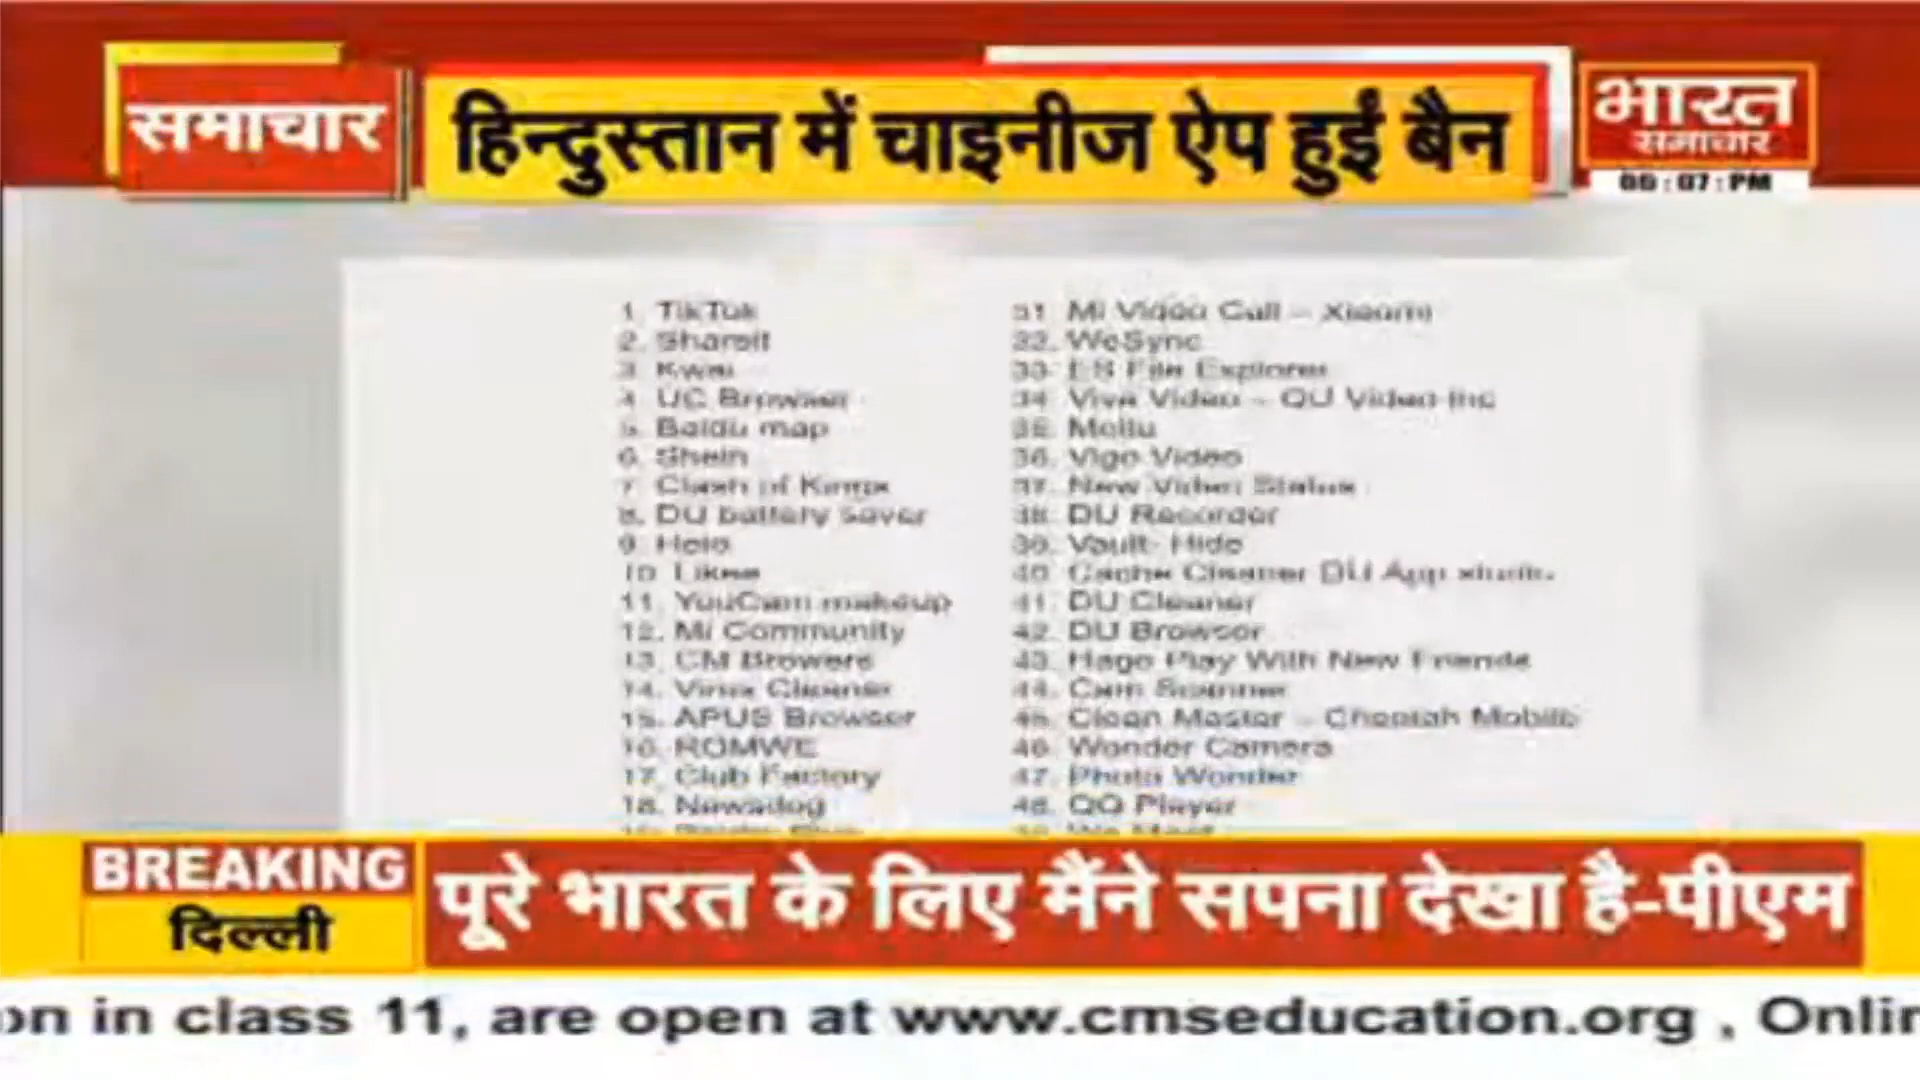 समाचार
हिन्दुस्तान में चाइनीज ऐप हुईं बैन
भारत
समाचार
06:07:PM
1. TikTok
2. Shareit
3. Kwai
4. UC Browser
5. Baidu map
6. Shein
7. Clash of Kings
8. DU battery saver
9. Helo
10. Likee
11. YouCam makeup
12. Mi Community
13. CM Browers
14. Virus Cleaner
15. APUS Browser
16. ROMWE
17. Club Factory
18. Newsdog
31. Mi Video Call – Xiaomi
32. WeSync
33. ES File Explorer
34. Viva Video – QU Video Inc
35. Meitu
36. Vigo Video
37. New Video Status
38. DU Recorder
39. Vault- Hide
40. Cache Cleaner DU App studio
41. DU Cleaner
42. DU Browser
43. Hago Play With New Friends
44. Cam Scanner
45. Clean Master – Cheetah Mobile
46. Wonder Camera
47. Photo Wonder
48. QQ Player
BREAKING
दिल्ली
पूरे भारत के लिए मैंने सपना देखा है-पीएम
in class 11, are open at www.cmseducation.org ,